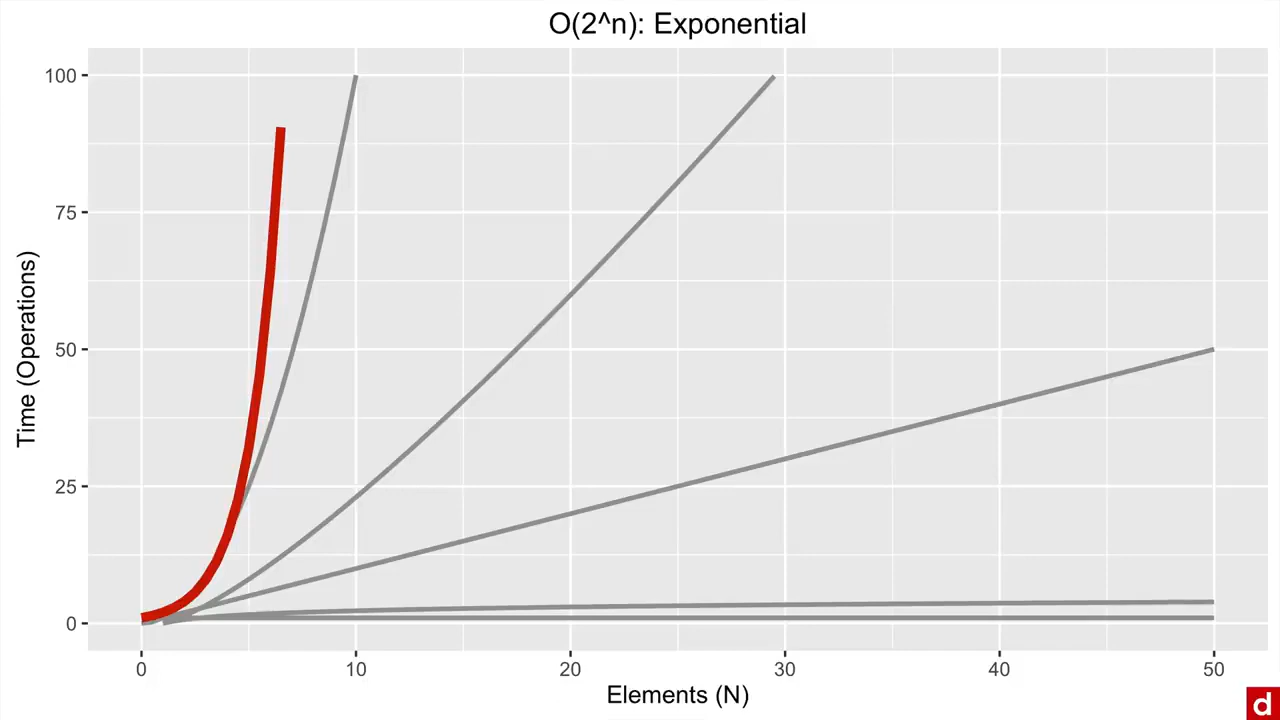 O(2^n): Exponential
Time (Operations)
100
75
50
25
0
0 10 20 30 40 50
Elements (N)
d